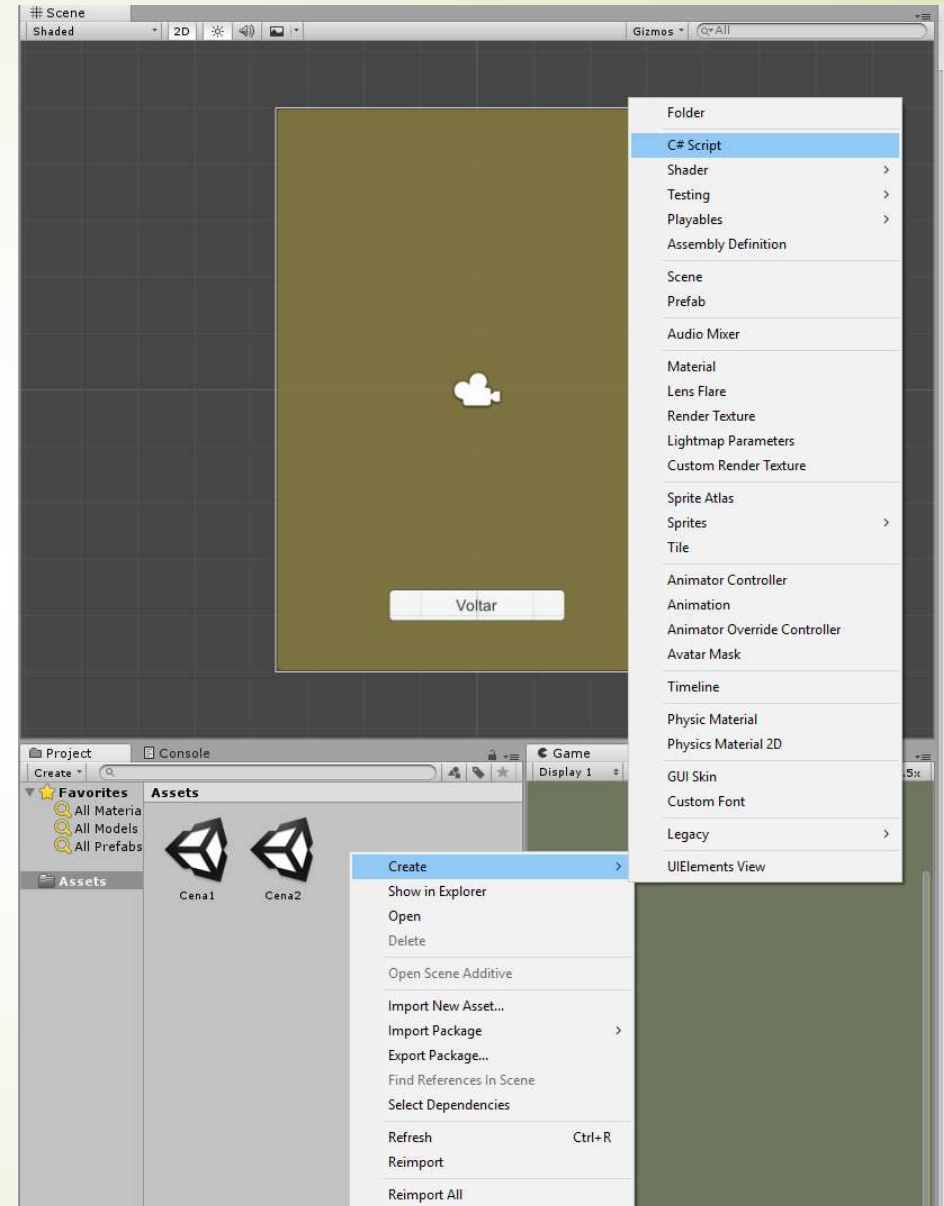 # Scene
Shaded 2D Gizmos All
Folder
C# Script
Shader
Testing
Playables
Assembly Definition
Scene
Prefab
Audio Mixer
Material
Lens Flare
Render Texture
Lightmap Parameters
Custom Render Texture
Sprite Atlas
Sprites
Tile
Animator Controller
Animation
Animator Override Controller
Avatar Mask
Timeline
Physic Material
Physics Material 2D
GUI Skin
Custom Font
Legacy
UIElements View
Voltar
Project Console
Create
Favorites
All Materia
All Models
All Prefabs
Assets
Assets
Cena1 Cena2
Game
Display 1 .5x
Create
Show in Explorer
Open
Delete
Open Scene Additive
Import New Asset...
Import Package
Export Package...
Find References In Scene
Select Dependencies
Refresh Ctrl+R
Reimport
Reimport All